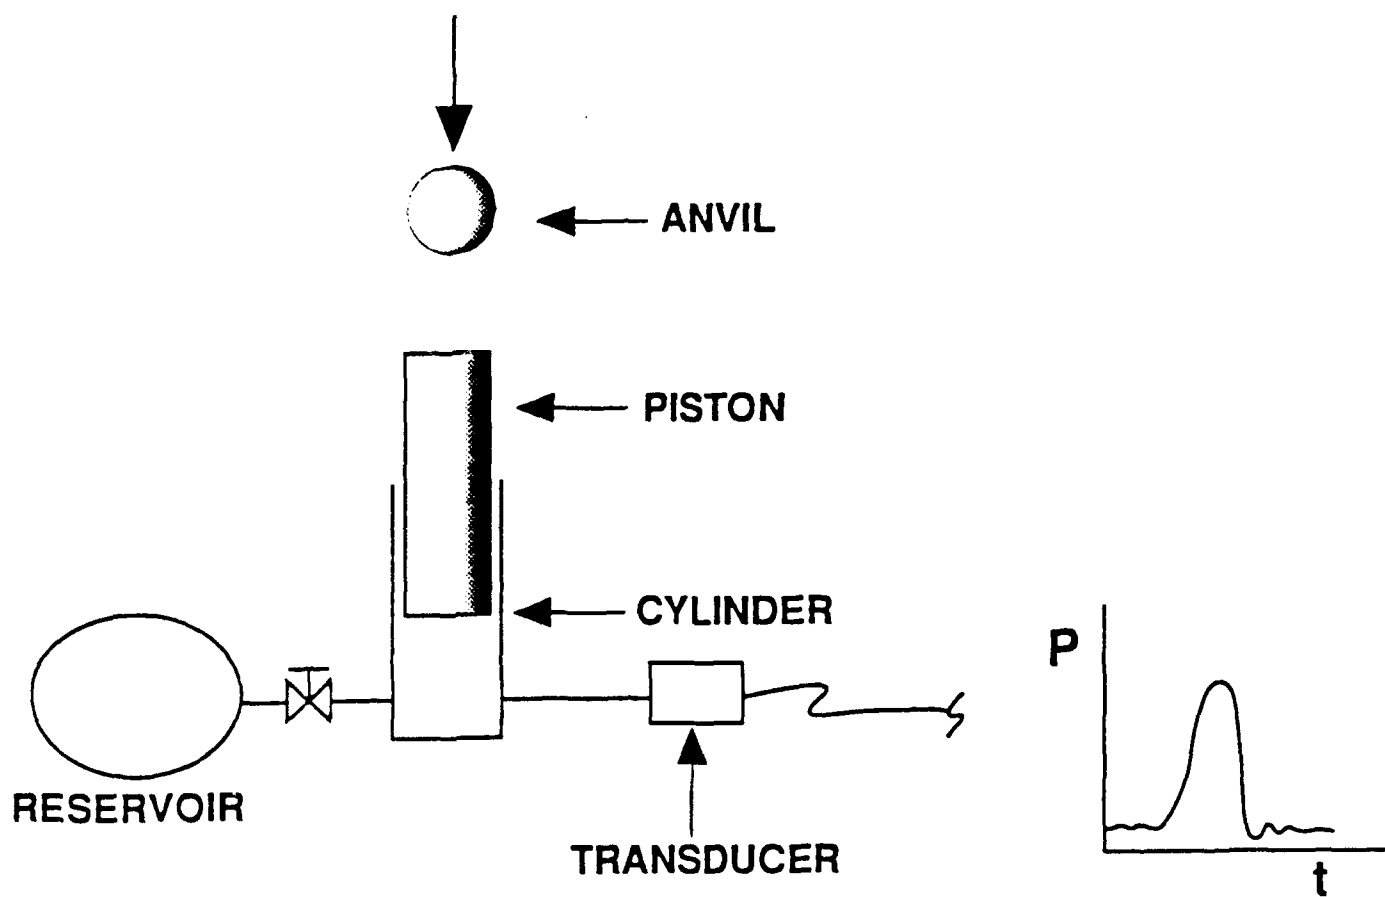 ANVIL
PISTON
CYLINDER
P
RESERVOIR
TRANSDUCER
t